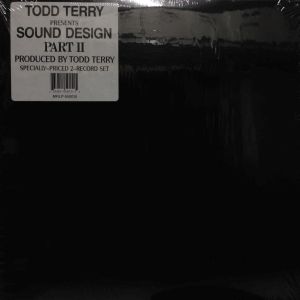 TODD TERRY
PRESENTS
SOUND DESIGN
PART II
PRODUCED BY TODD TERRY
SPECIALLY-PRICED 2-RECORD SET